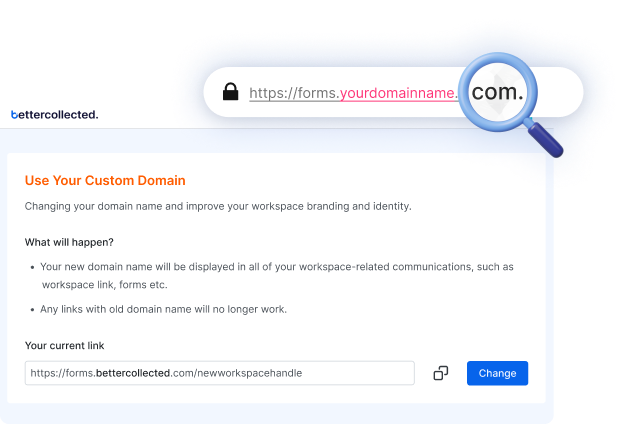 https://forms.yourdomainname.com.
bettercollected.
Use Your Custom Domain
Changing your domain name and improve your workspace branding and identity.
What will happen?
• Your new domain name will be displayed in all of your workspace-related communications, such as
workspace link, forms etc.
• Any links with old domain name will no longer work.
Your current link
https://forms.bettercollected.com/newworkspacehandle
Change